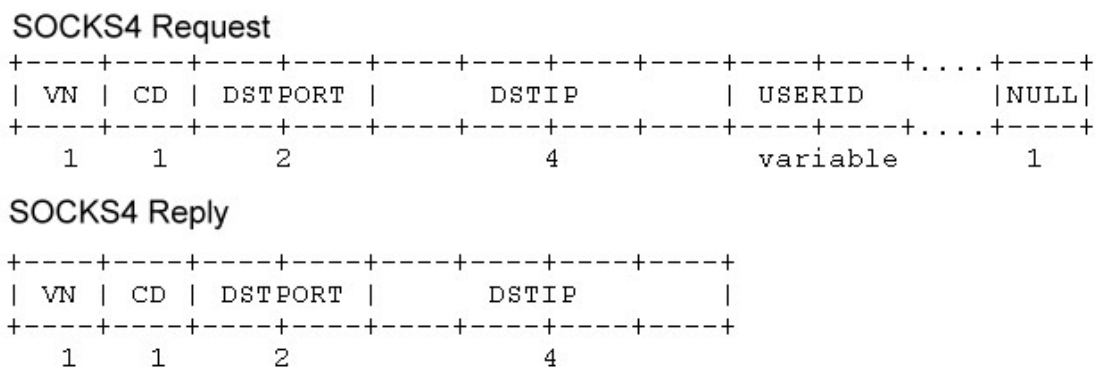 SOCKS4 Request
+----+----+----+----+----+----+----+----+----+----+....+----+
| VN | CD | DSTPORT |      DSTIP        | USERID       |NULL|
+----+----+----+----+----+----+----+----+----+----+....+----+
   1    1      2              4           variable       1
SOCKS4 Reply
+----+----+----+----+----+----+----+----+
| VN | CD | DSTPORT |      DSTIP        |
+----+----+----+----+----+----+----+----+
   1    1      2              4